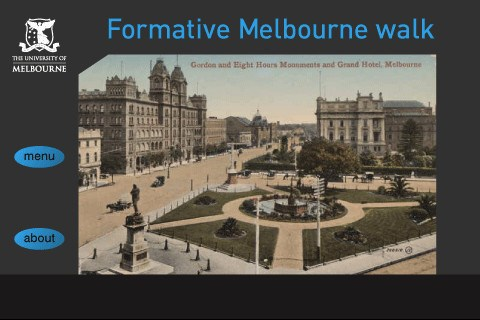 Formative Melbourne walk
THE UNIVERSITY OF
MELBOURNE
Gordon and Eight Hours Monuments and Grand Hotel, Melbourne
menu
about